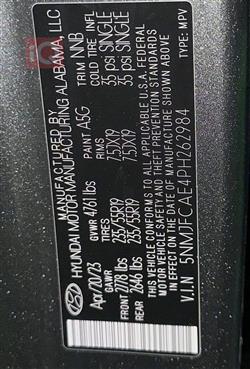 MANUFACTURED BY
HYUNDAI MOTOR MANUFACTURING ALABAMA, LLC
Apr/20/23 GVWR 4761 lbs PAINT A5G TRIM NNB
TIRES RIMS COLD TIRE INFL
FRONT 2778 lbs 235/55R19 7.5JX19 35 psi SINGLE
REAR 2646 lbs 235/55R19 7.5JX19 35 psi SINGLE
THIS VEHICLE CONFORMS TO ALL APPLICABLE U.S.A. FEDERAL
MOTOR VEHICLE SAFETY AND THEFT PREVENTION STANDARDS
IN EFFECT ON THE DATE OF MANUFACTURE SHOWN ABOVE
V.I.N 5NMJFCAE4PH262984 TYPE: MPV